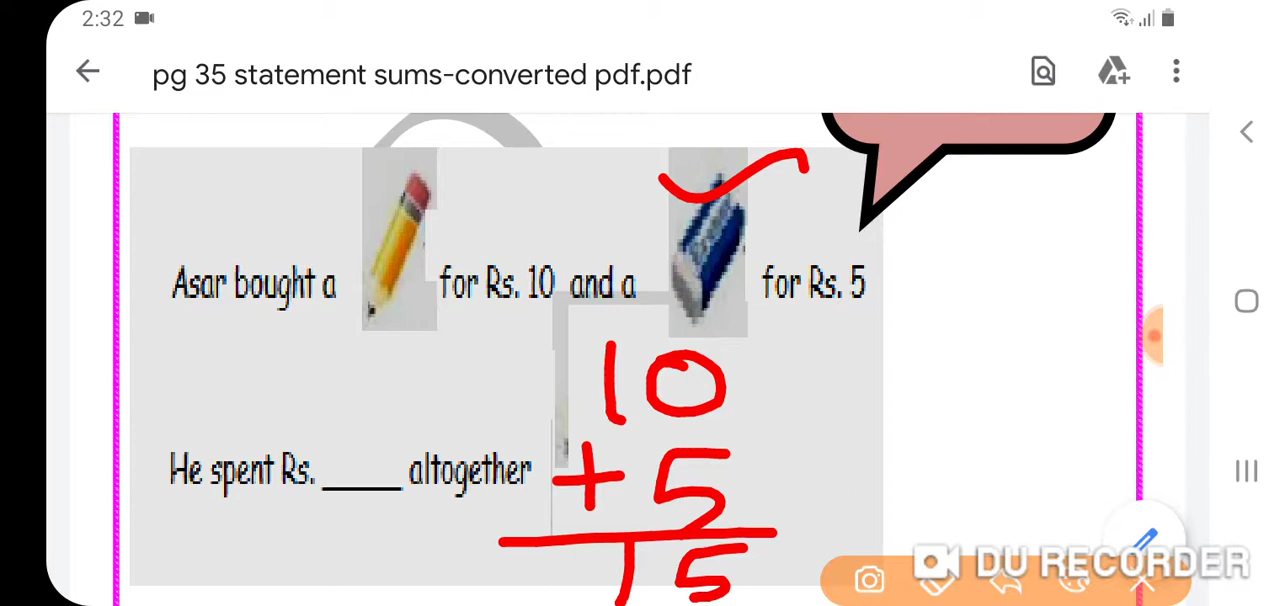 2:32
pg 35 statement sums-converted pdf.pdf
Asar bought a for Rs. 10 and a for Rs. 5
10
+ 5
15
He spent Rs. _____ altogether
DU RECORDER